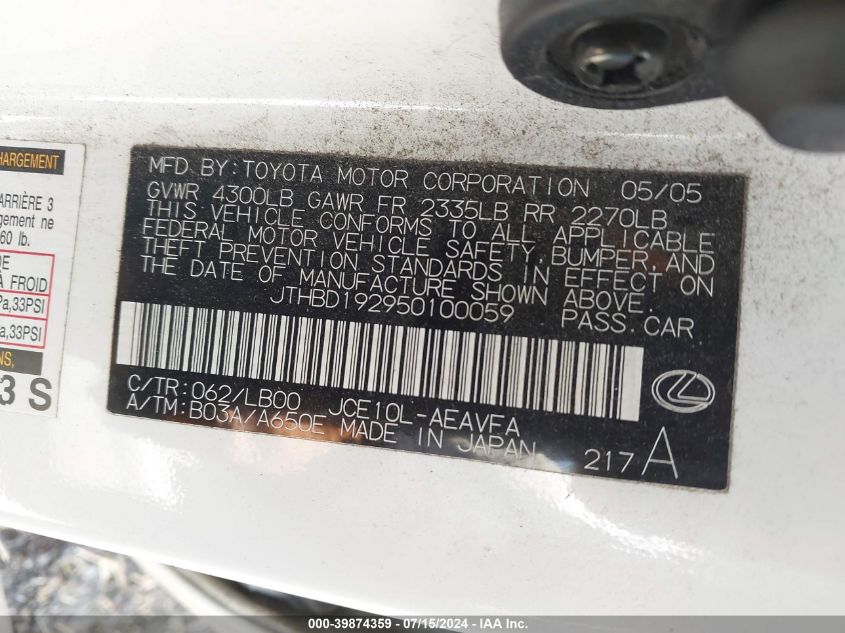 HARGEMENT
ARRIÈRE 3
rgement ne
60 lb.
DE
À FROID
Pa,33PSI
a,33PSI
NS,
3 S
MFD BY: TOYOTA MOTOR CORPORATION 05/05
GVWR 4300LB GAWR FR 2335LB RR 2270LB
THIS VEHICLE CONFORMS TO ALL APPLICABLE
FEDERAL MOTOR VEHICLE SAFETY, BUMPER, AND
THEFT PREVENTION STANDARDS IN EFFECT ON
THE DATE OF MANUFACTURE SHOWN ABOVE.
JTHBD192950100059 PASS. CAR
C/TR: 062/LB00 JCE10L-AEAVFA
A/TM: B03A/A650E MADE IN JAPAN
217 A
000-39874359 - 07/15/2024 - IAA Inc.